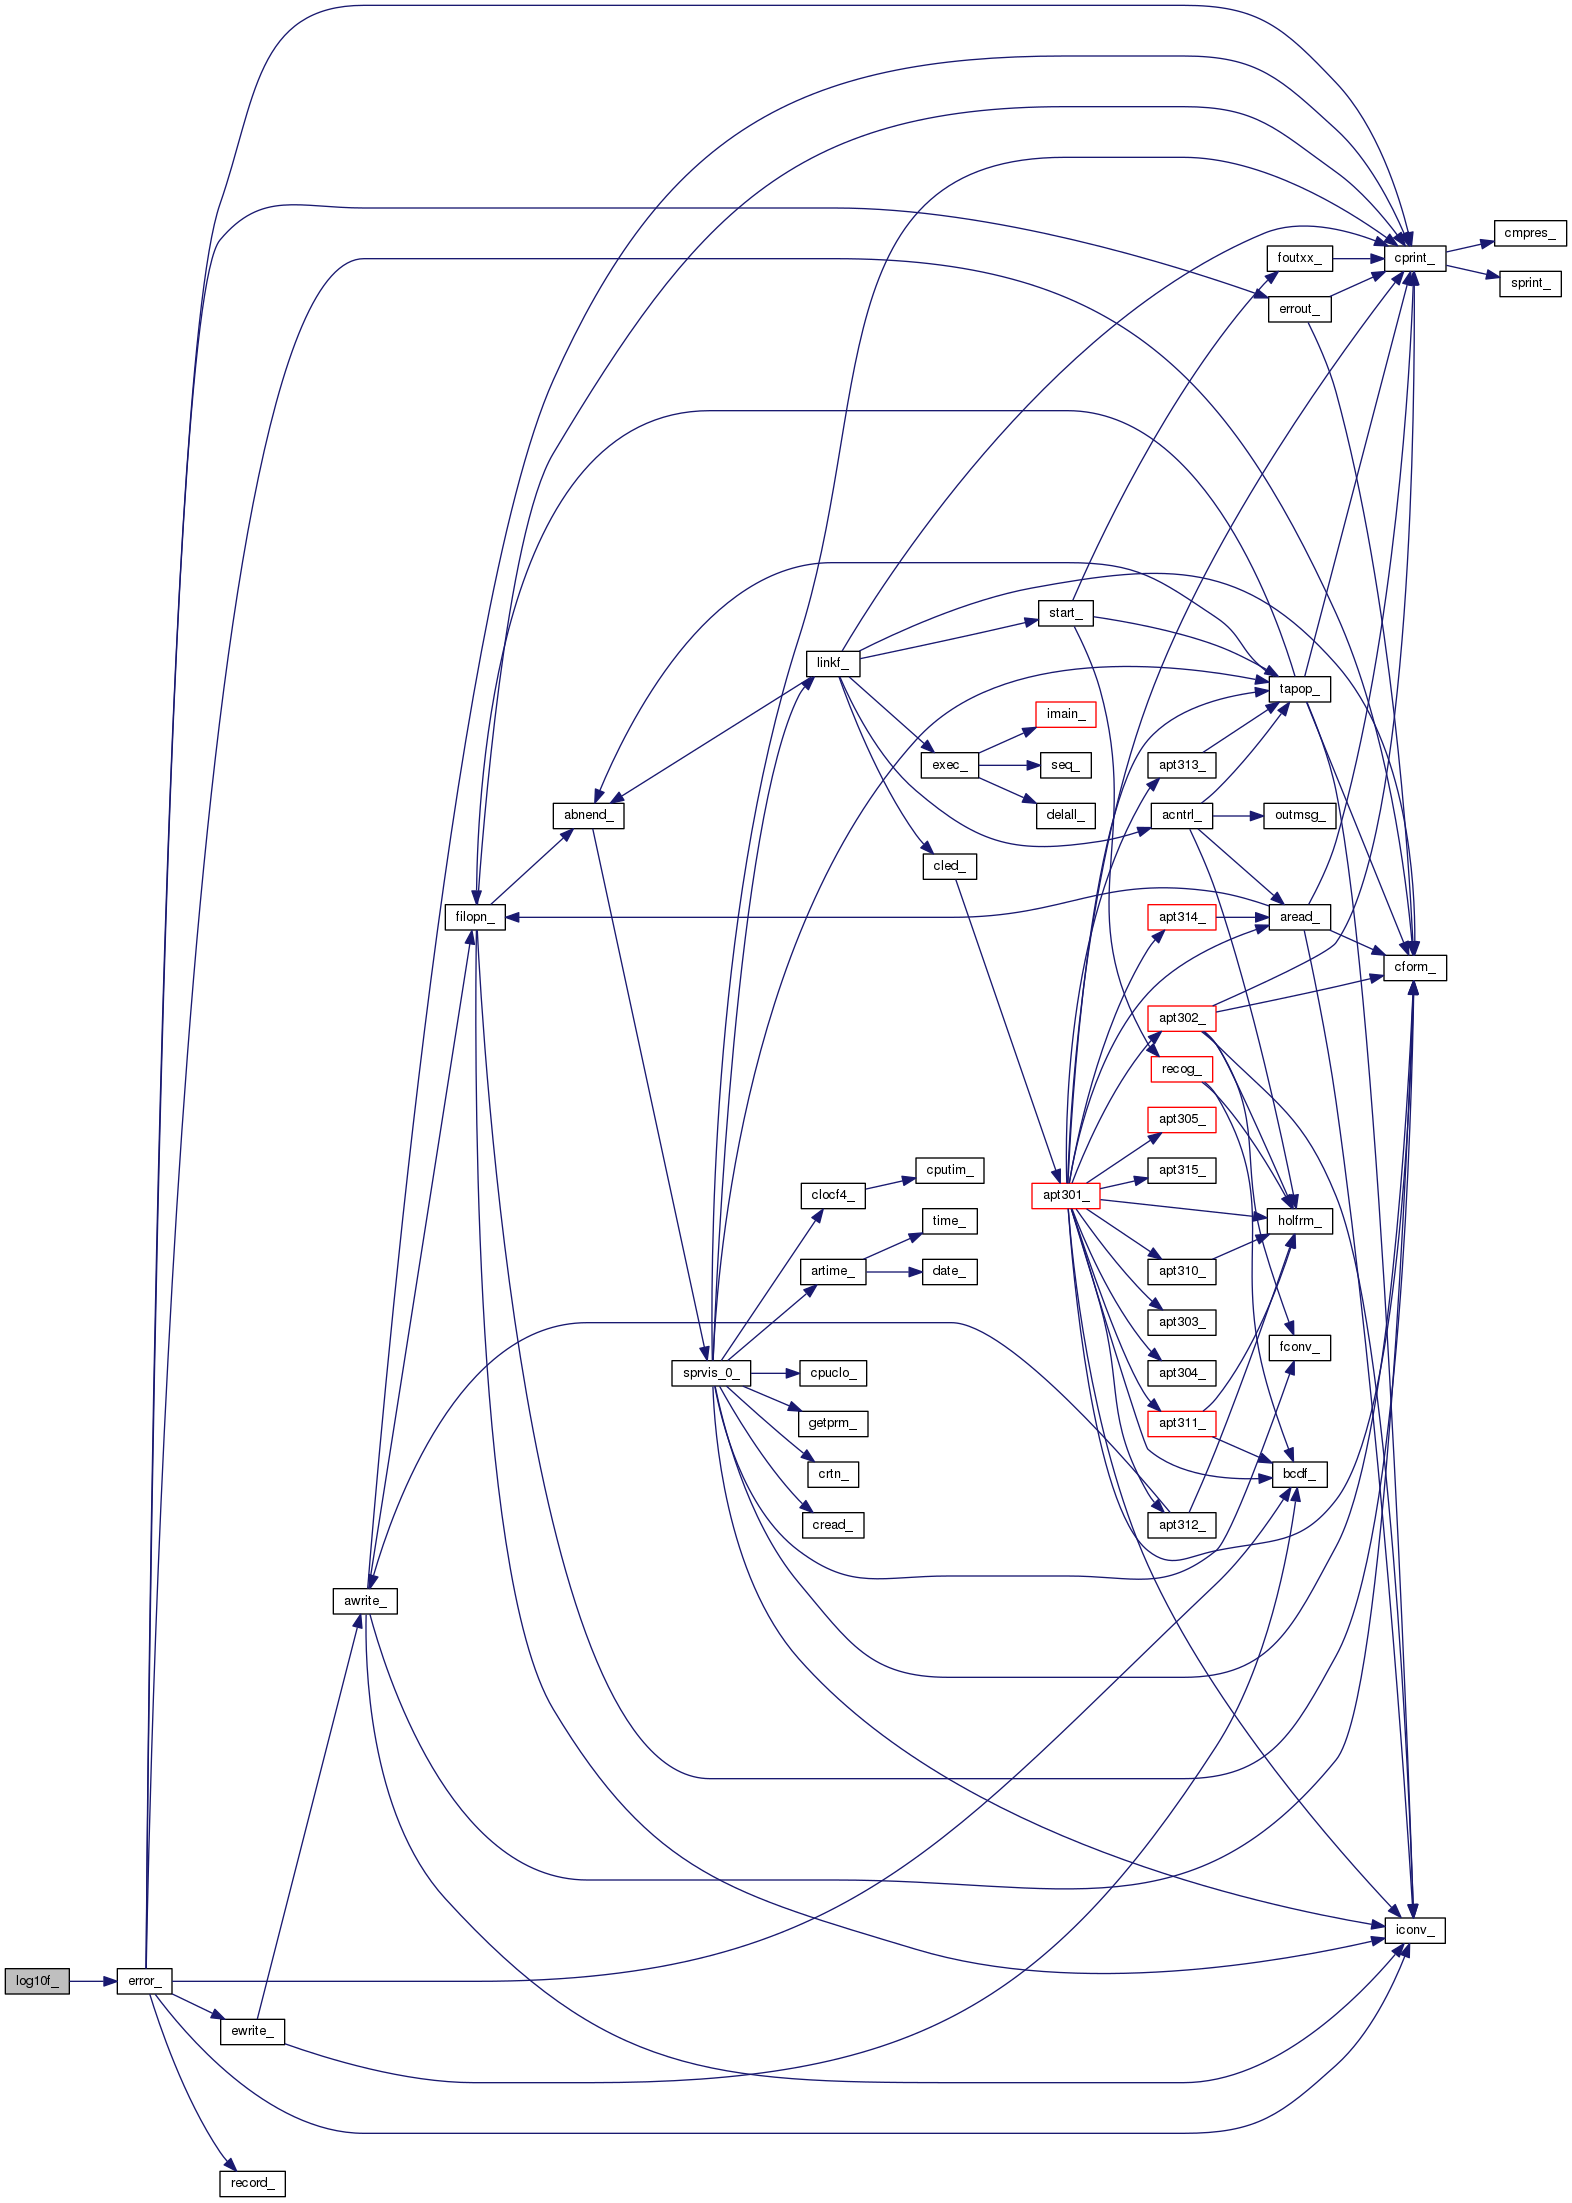 cmpres_
foutxx_
cprint_
sprint_
errout_
start_
linkf_
tapop_
imain_
exec_
seq_
apt313_
abnend_
delall_
acntrl_
outmsg_
cled_
filopn_
apt314_
aread_
cform_
apt302_
recog_
apt305_
cputim_
apt315_
clocf4_
apt301_
time_
holfrm_
artime_
date_
apt310_
apt303_
fconv_
sprvis_0_
cpuclo_
apt304_
getprm_
apt311_
crtn_
bcdf_
cread_
apt312_
awrite_
iconv_
log10f_
error_
ewrite_
record_